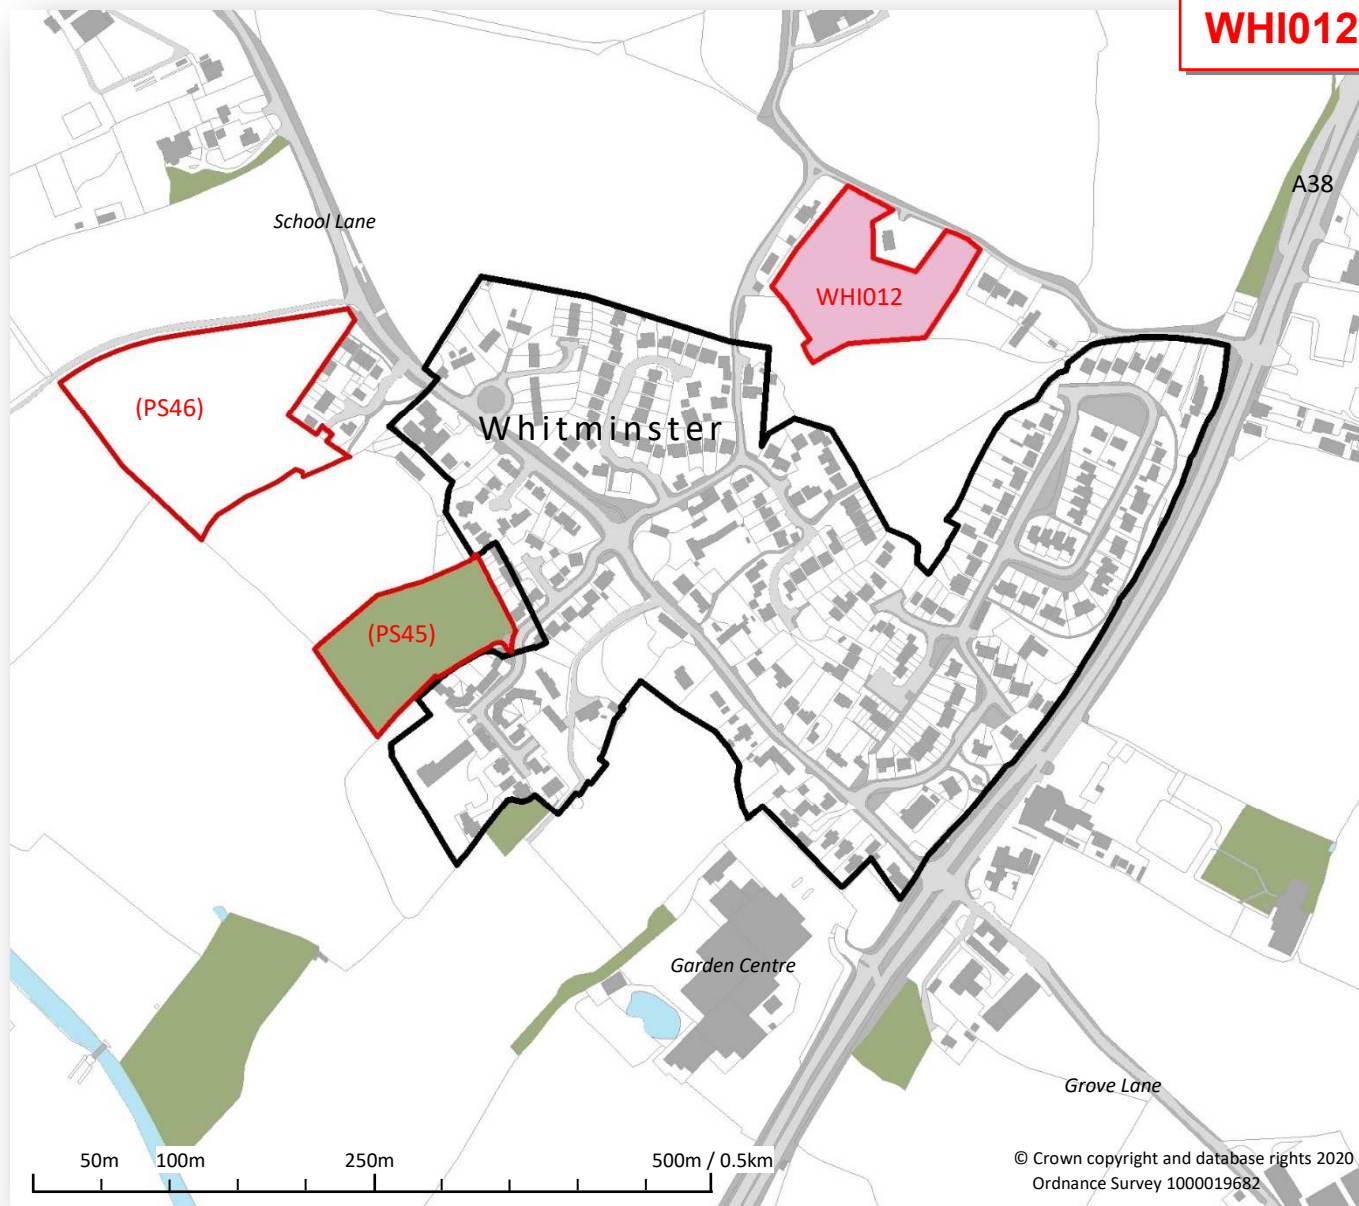 WHI012
A38
School Lane
WHI012
(PS46)
Whitminster
(PS45)
Garden Centre
Grove Lane
50m 100m 250m 500m / 0.5km
© Crown copyright and database rights 2020
Ordnance Survey 1000019682